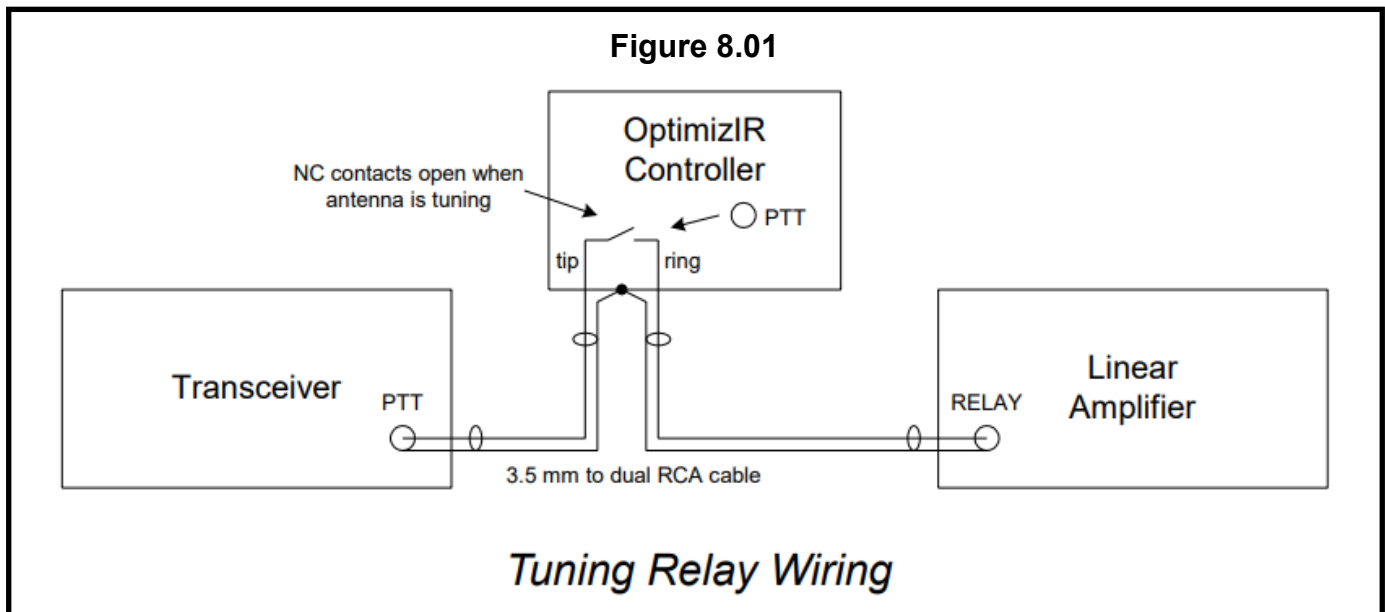 Figure 8.01
OptimizIR
Controller
NC contacts open when
antenna is tuning
PTT
tip
ring
Transceiver
PTT
Linear
Amplifier
RELAY
3.5 mm to dual RCA cable
Tuning Relay Wiring